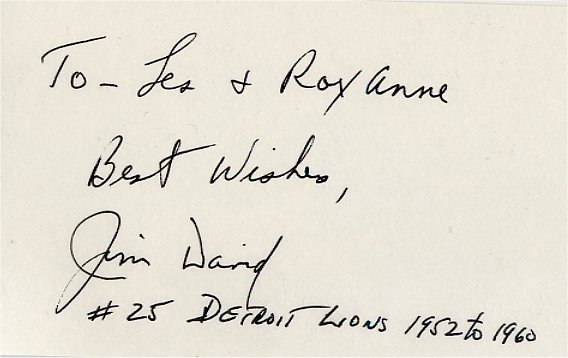 To - Les & RoxAnne
Best Wishes,
Jim David
#25 DETROIT LIONS 1952 to 1960